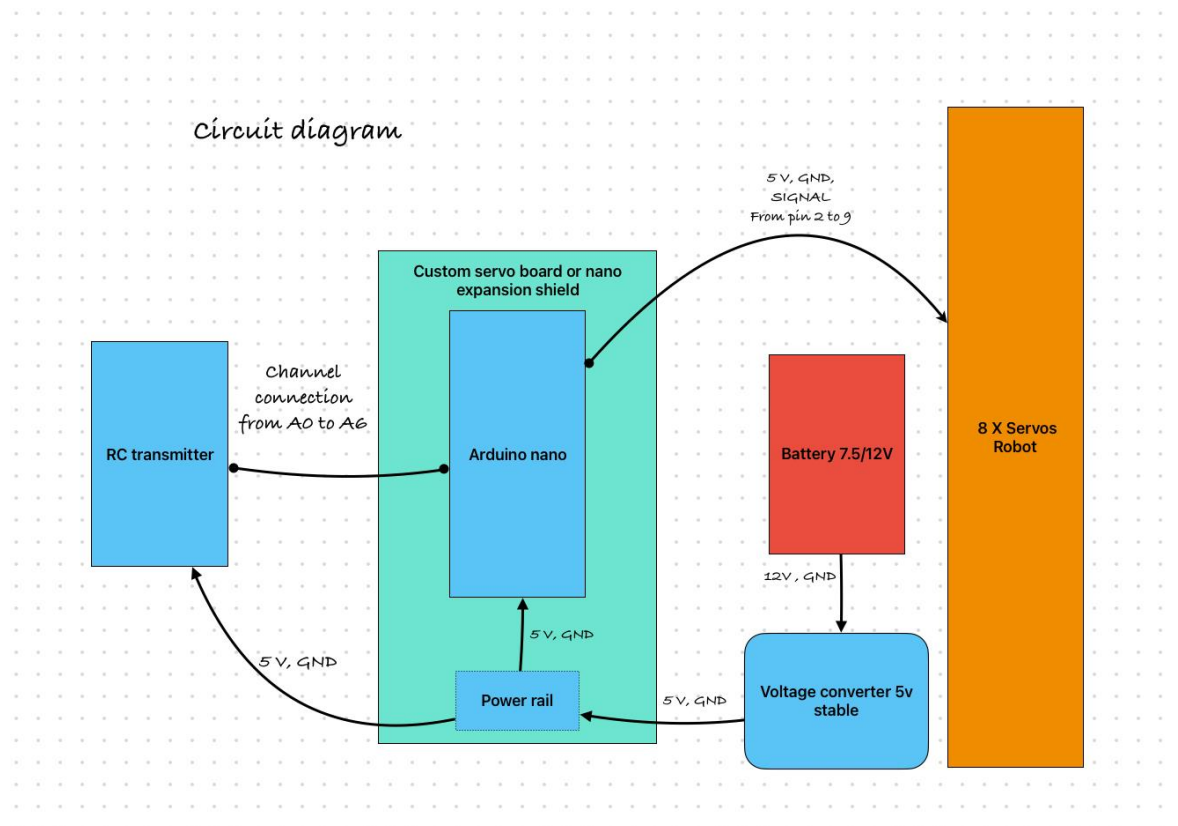 Circuit diagram
5 V, GND,
SIGNAL
From pin 2 to 9
Custom servo board or nano
expansion shield
Channel
connection
from A0 to A6
RC transmitter
Arduino nano
Battery 7.5/12V
8 X Servos
Robot
12V , GND
5 V, GND
5 V, GND
Power rail
5 V, GND
Voltage converter 5v
stable